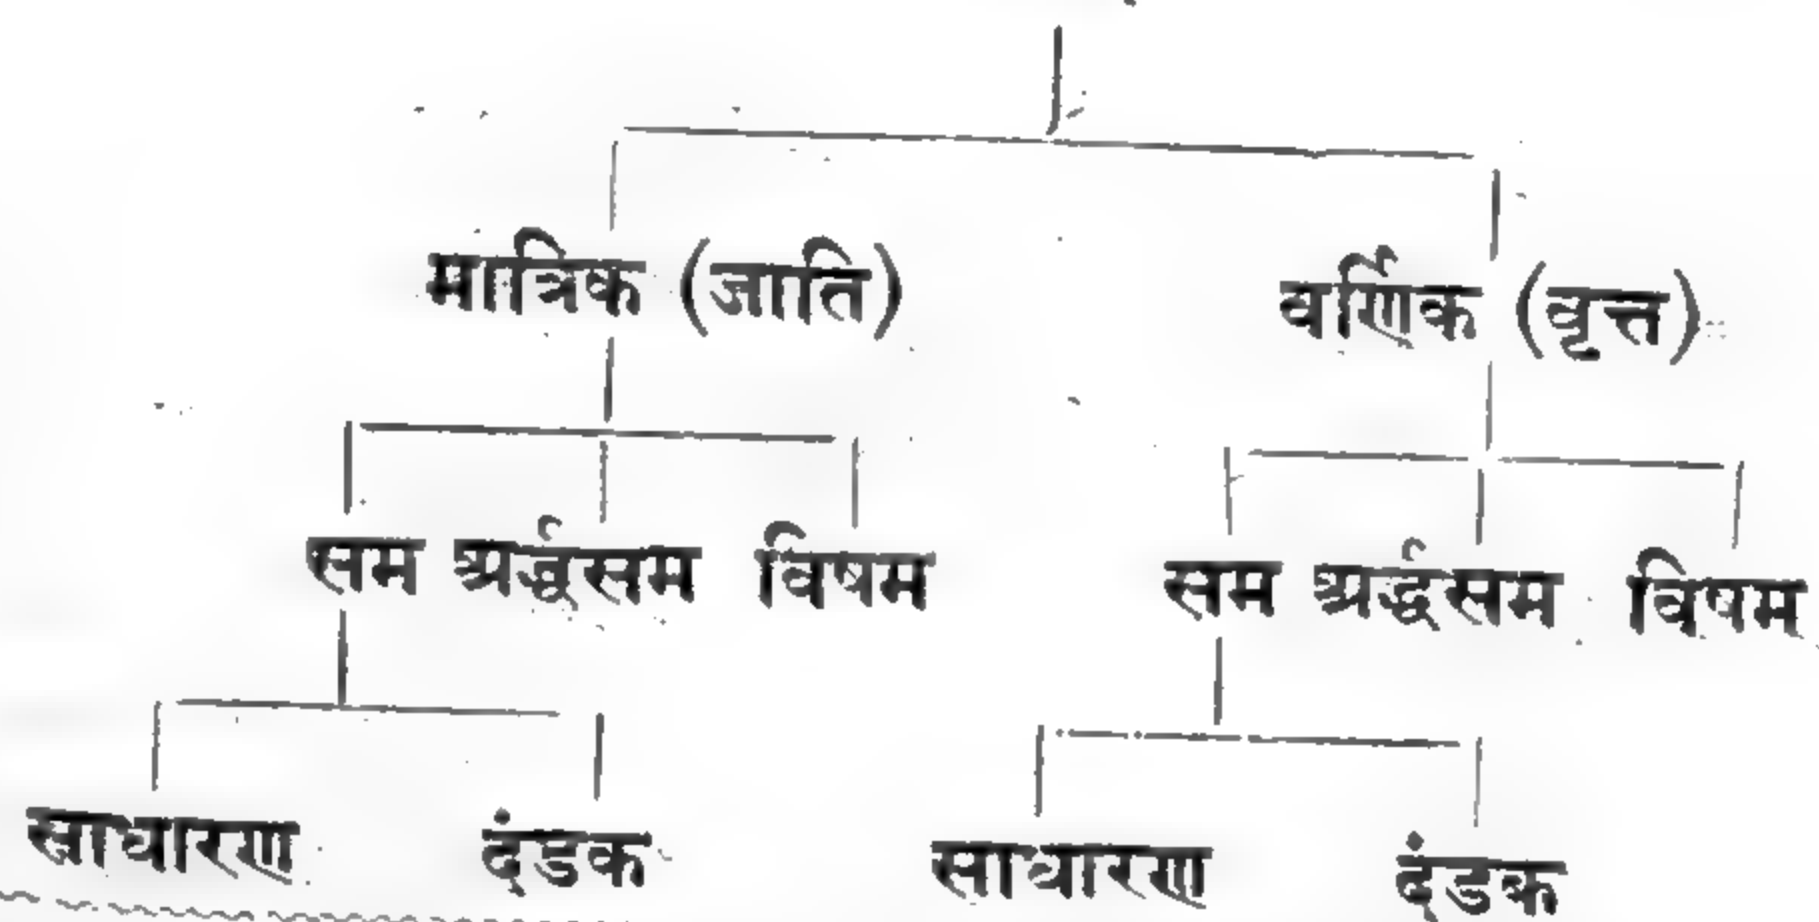 मात्रिक (जाति) वर्णिक (वृत्त)
सम अर्द्धसम विषम सम अर्द्धसम विषम
साधारण दंडक साधारण दंडक